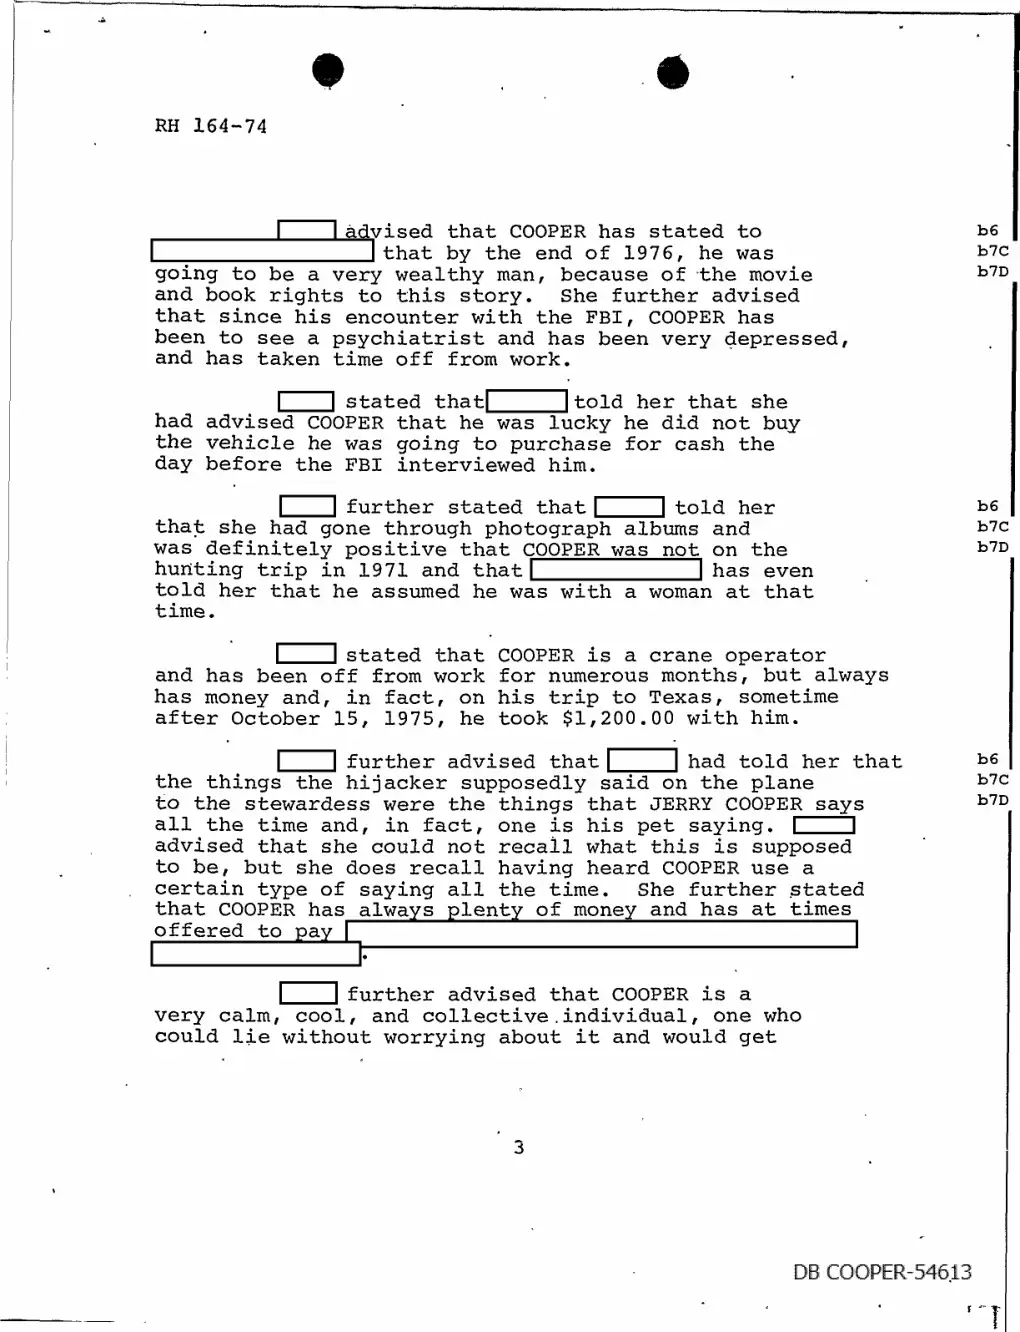 RH 164-74
advised that COOPER has stated to b6
that by the end of 1976, he was b7C
going to be a very wealthy man, because of the movie b7D
and book rights to this story. She further advised
that since his encounter with the FBI, COOPER has
been to see a psychiatrist and has been very depressed,
and has taken time off from work.
stated that told her that she
had advised COOPER that he was lucky he did not buy
the vehicle he was going to purchase for cash the
day before the FBI interviewed him.
further stated that told her b6
that she had gone through photograph albums and b7C
was definitely positive that COOPER was not on the b7D
hunting trip in 1971 and that has even
told her that he assumed he was with a woman at that
time.
stated that COOPER is a crane operator
and has been off from work for numerous months, but always
has money and, in fact, on his trip to Texas, sometime
after October 15, 1975, he took $1,200.00 with him.
further advised that had told her that b6
the things the hijacker supposedly said on the plane b7C
to the stewardess were the things that JERRY COOPER says b7D
all the time and, in fact, one is his pet saying.
advised that she could not recall what this is supposed
to be, but she does recall having heard COOPER use a
certain type of saying all the time. She further stated
that COOPER has always plenty of money and has at times
offered to pay
.
further advised that COOPER is a
very calm, cool, and collective individual, one who
could lie without worrying about it and would get
3
DB COOPER-54613